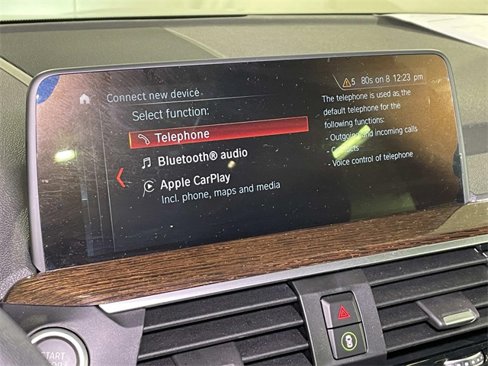 Connect new device
5 80s on 8 12:23 pm
Select function:
Telephone
Bluetooth® audio
Apple CarPlay
Incl. phone, maps and media
The telephone is used as the
default telephone for the
following functions:
- Outgoing and incoming calls
- Contacts
- Voice control of telephone
START